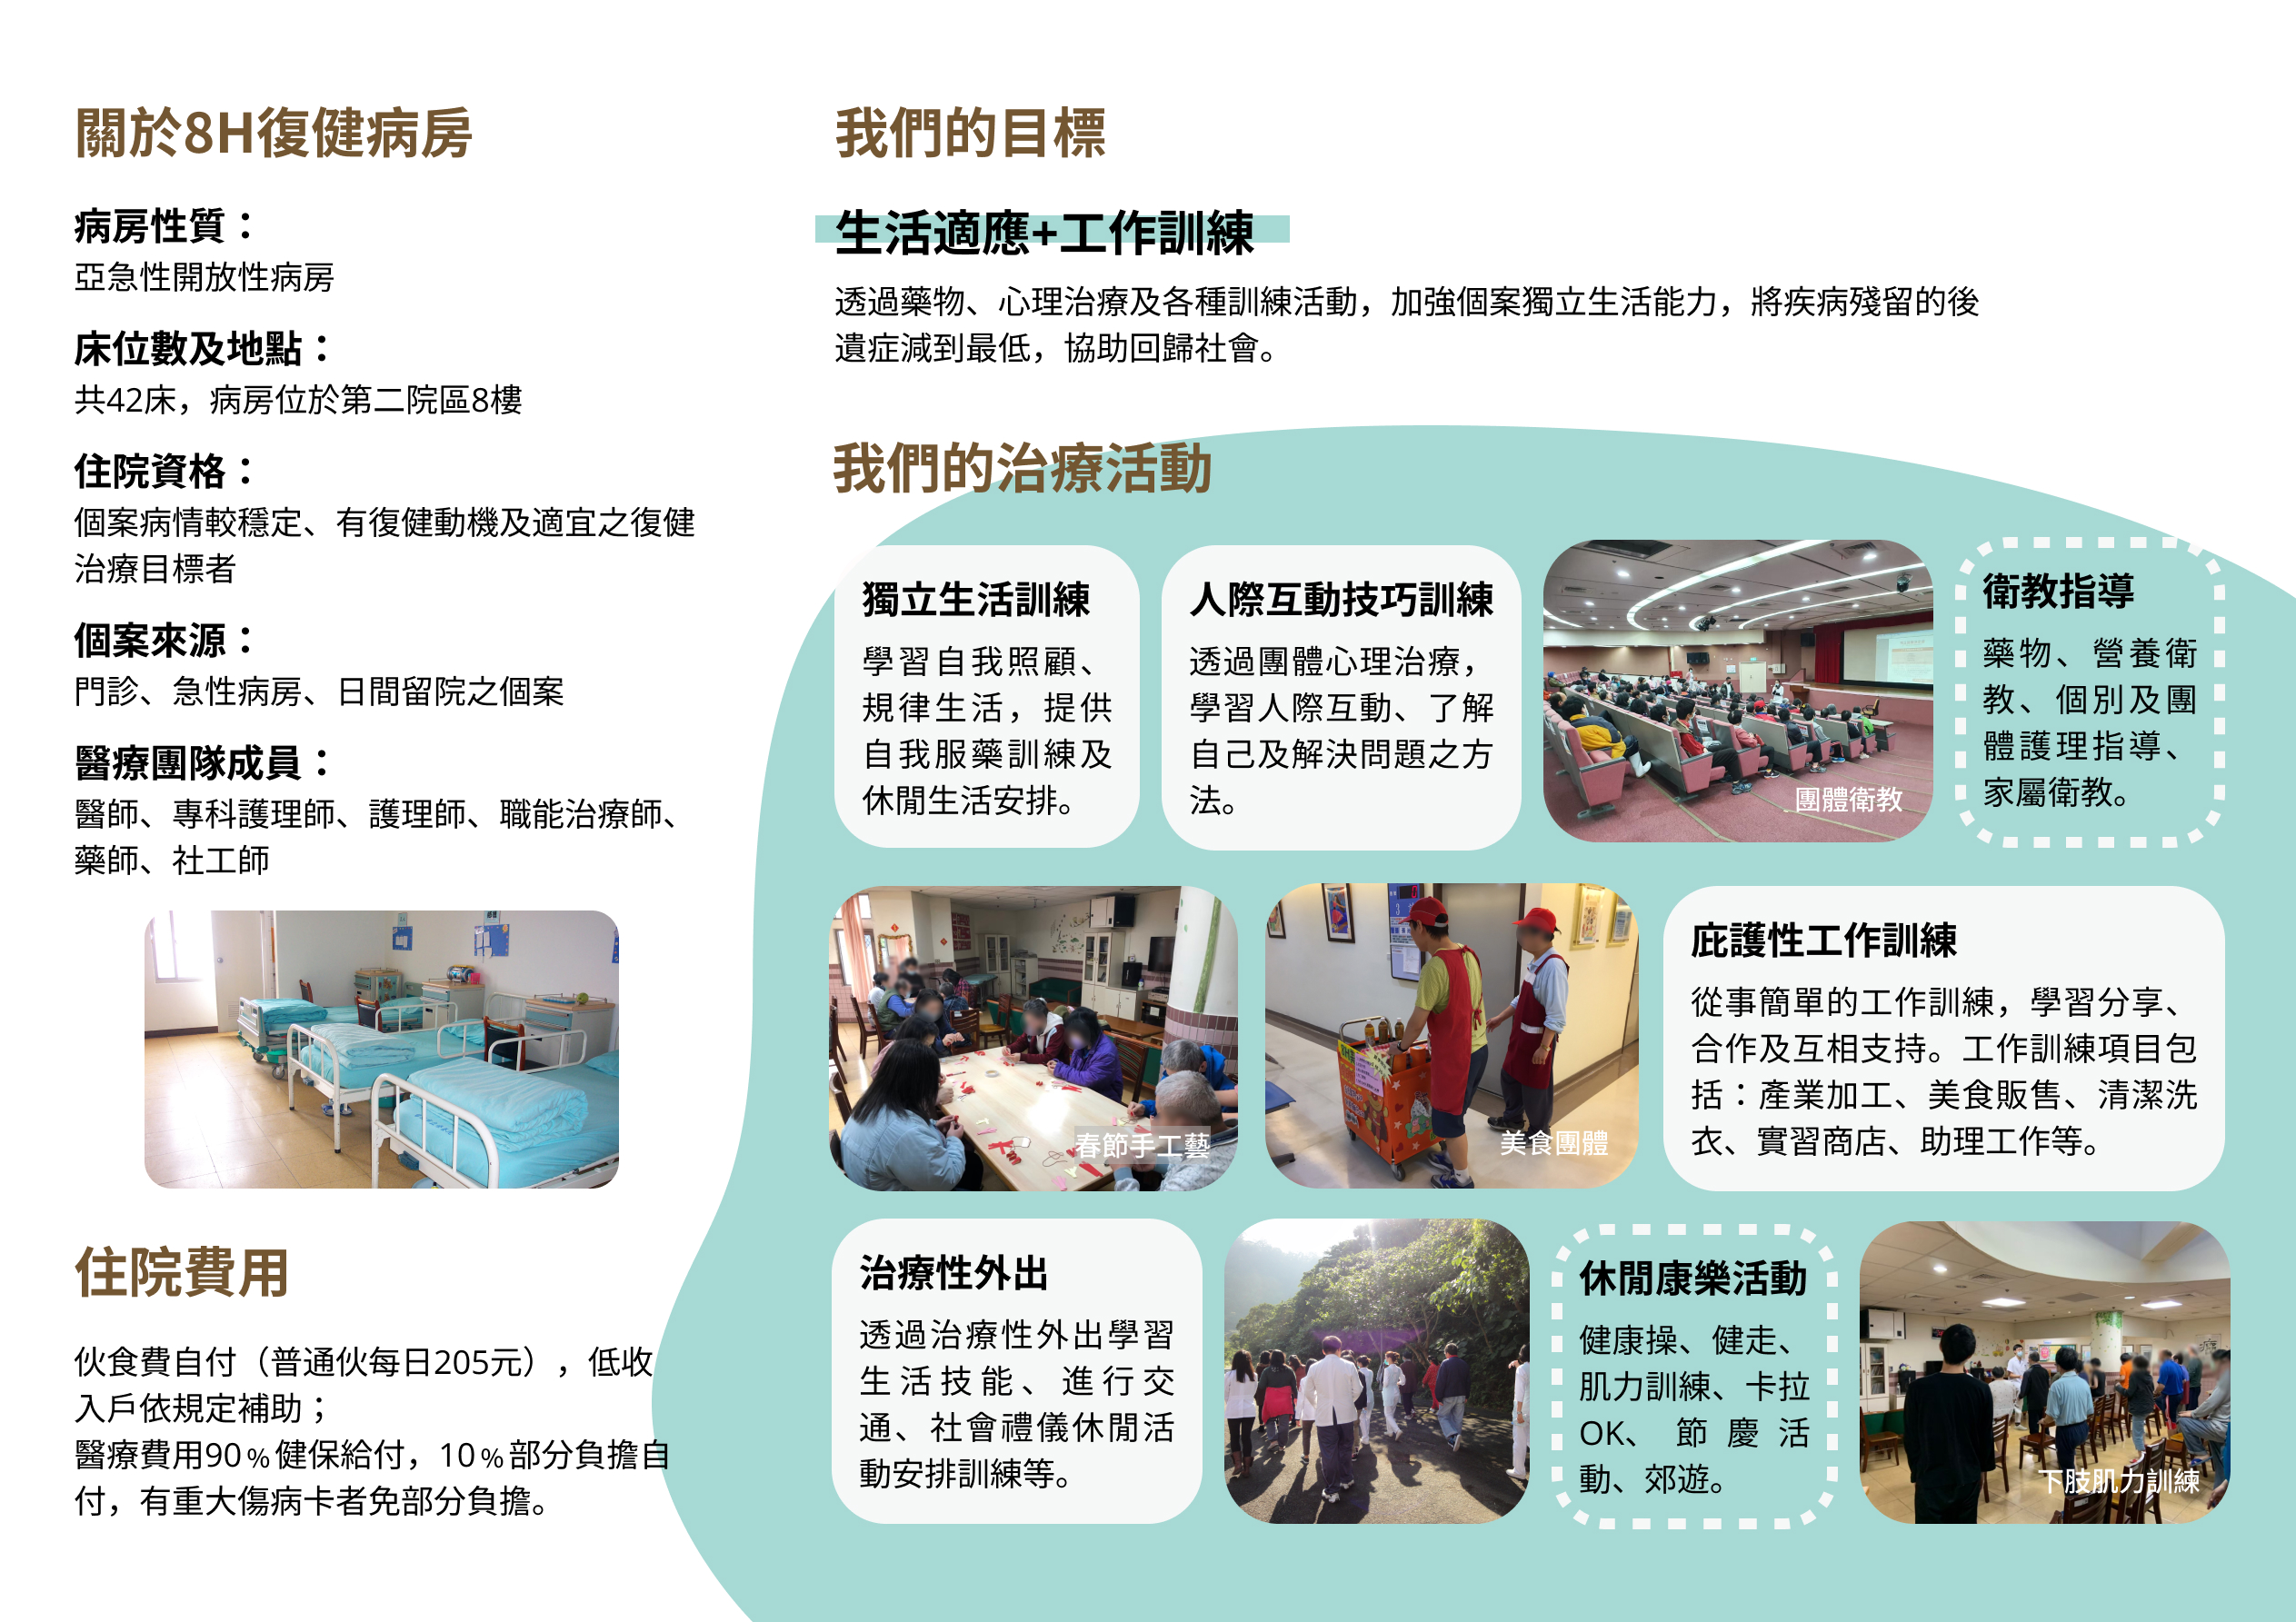 關於8H復健病房
病房性質：
亞急性開放性病房
床位數及地點：
共42床，病房位於第二院區8樓
住院資格：
個案病情較穩定、有復健動機及適宜之復健
治療目標者
個案來源：
門診、急性病房、日間留院之個案
醫療團隊成員：
醫師、專科護理師、護理師、職能治療師、
藥師、社工師
住院費用
伙食費自付（普通伙每日205元），低收
入戶依規定補助；
醫療費用90﹪健保給付，10﹪部分負擔自
付，有重大傷病卡者免部分負擔。
我們的目標
生活適應+工作訓練
透過藥物、心理治療及各種訓練活動，加強個案獨立生活能力，將疾病殘留的後
遺症減到最低，協助回歸社會。
我們的治療活動
獨立生活訓練
學習自我照顧、
規律生活，提供
自我服藥訓練及
休閒生活安排。
人際互動技巧訓練
透過團體心理治療，
學習人際互動、了解
自己及解決問題之方
法。
團體衛教
衛教指導
藥物、營養衛
教、個別及團
體護理指導、
家屬衛教。
春節手工藝
美食團體
庇護性工作訓練
從事簡單的工作訓練，學習分享、
合作及互相支持。工作訓練項目包
括：產業加工、美食販售、清潔洗
衣、實習商店、助理工作等。
治療性外出
透過治療性外出學習
生活技能、進行交
通、社會禮儀休閒活
動安排訓練等。
休閒康樂活動
健康操、健走、
肌力訓練、卡拉
OK、節慶活
動、郊遊。
下肢肌力訓練